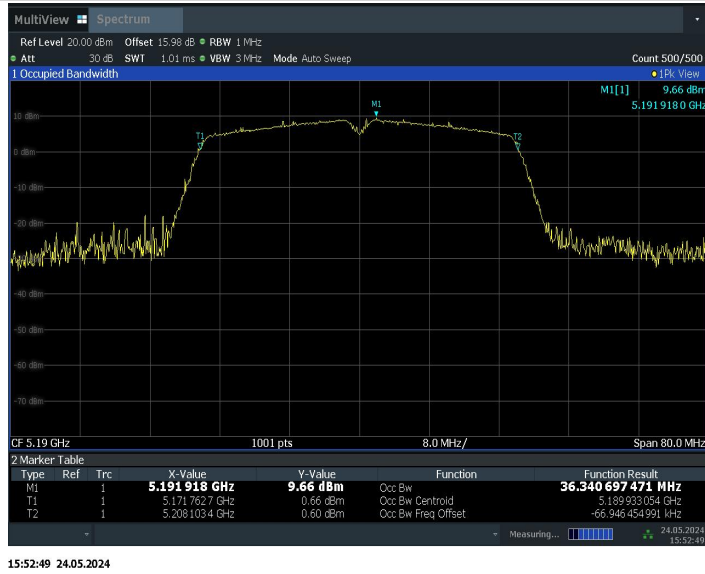 MultiView Spectrum
Ref Level 20.00 dBm Offset 15.98 dB RBW 1 MHz
Att 30 dB SWT 1.01 ms VBW 3 MHz Mode Auto Sweep Count 500/500
1 Occupied Bandwidth 1Pk View
M1[1] 9.66 dBm
5.191 918 0 GHz
M1
10 dBm
T1 T2
0 dBm
-10 dBm
-20 dBm
-40 dBm
-50 dBm
-60 dBm
-70 dBm
CF 5.19 GHz 1001 pts 8.0 MHz/ Span 80.0 MHz
2 Marker Table
Type Ref Trc X-Value Y-Value Function Function Result
M1 1 5.191 918 GHz 9.66 dBm Occ Bw 36.340 697 471 MHz
T1 1 5.171 762 7 GHz 0.66 dBm Occ Bw Centroid 5.189 933 054 GHz
T2 1 5.208 103 4 GHz 0.60 dBm Occ Bw Freq Offset -66.946 454 991 kHz
Measuring... 24.05.2024
15:52:49
15:52:49 24.05.2024